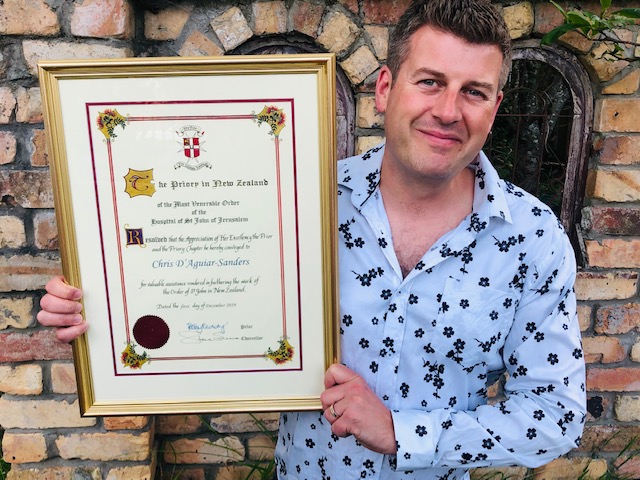 The Priory in New Zealand
of the Most Venerable Order
of the
Hospital of St John of Jerusalem
Resolved that the Appreciation of Her Excellency the Prior
and the Priory Chapter be hereby conveyed to
Chris D'Aguiar-Sanders
for valuable assistance rendered in furthering the work of
the Order of St John in New Zealand.
Dated the first day of December 2019
Prior
Chancellor